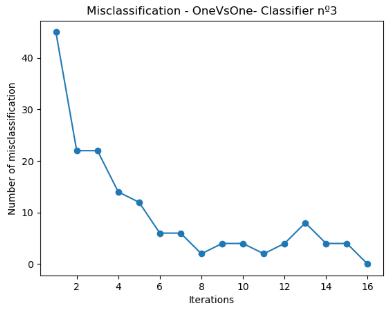 Misclassification - OneVsOne- Classifier nº3
Number of misclassification
40
30
20
10
0
2 4 6 8 10 12 14 16
Iterations